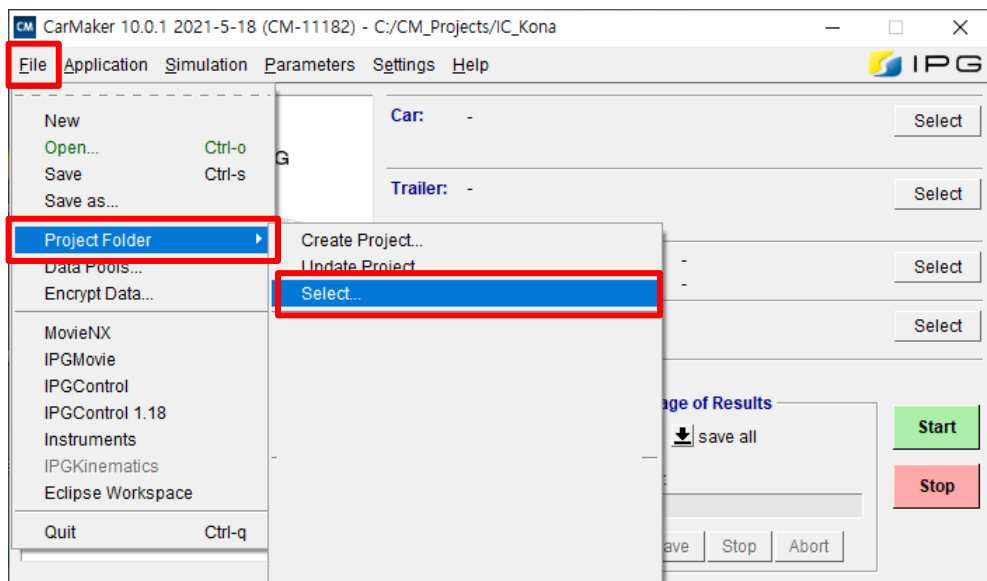 CM CarMaker 10.0.1 2021-5-18 (CM-11182) - C:/CM_Projects/IC_Kona
File Application Simulation Parameters Settings Help
IPG
New
Open... Ctrl-o
Save Ctrl-s
Save as...
Project Folder
Data Pools...
Encrypt Data...
MovieNX
IPGMovie
IPGControl
IPGControl 1.18
Instruments
IPGKinematics
Eclipse Workspace
Quit Ctrl-q
Create Project...
Update Project
Select...
G
Car: - Select
Trailer: - Select
- Select
-
Select
age of Results
save all
:
ave Stop Abort
Start
Stop